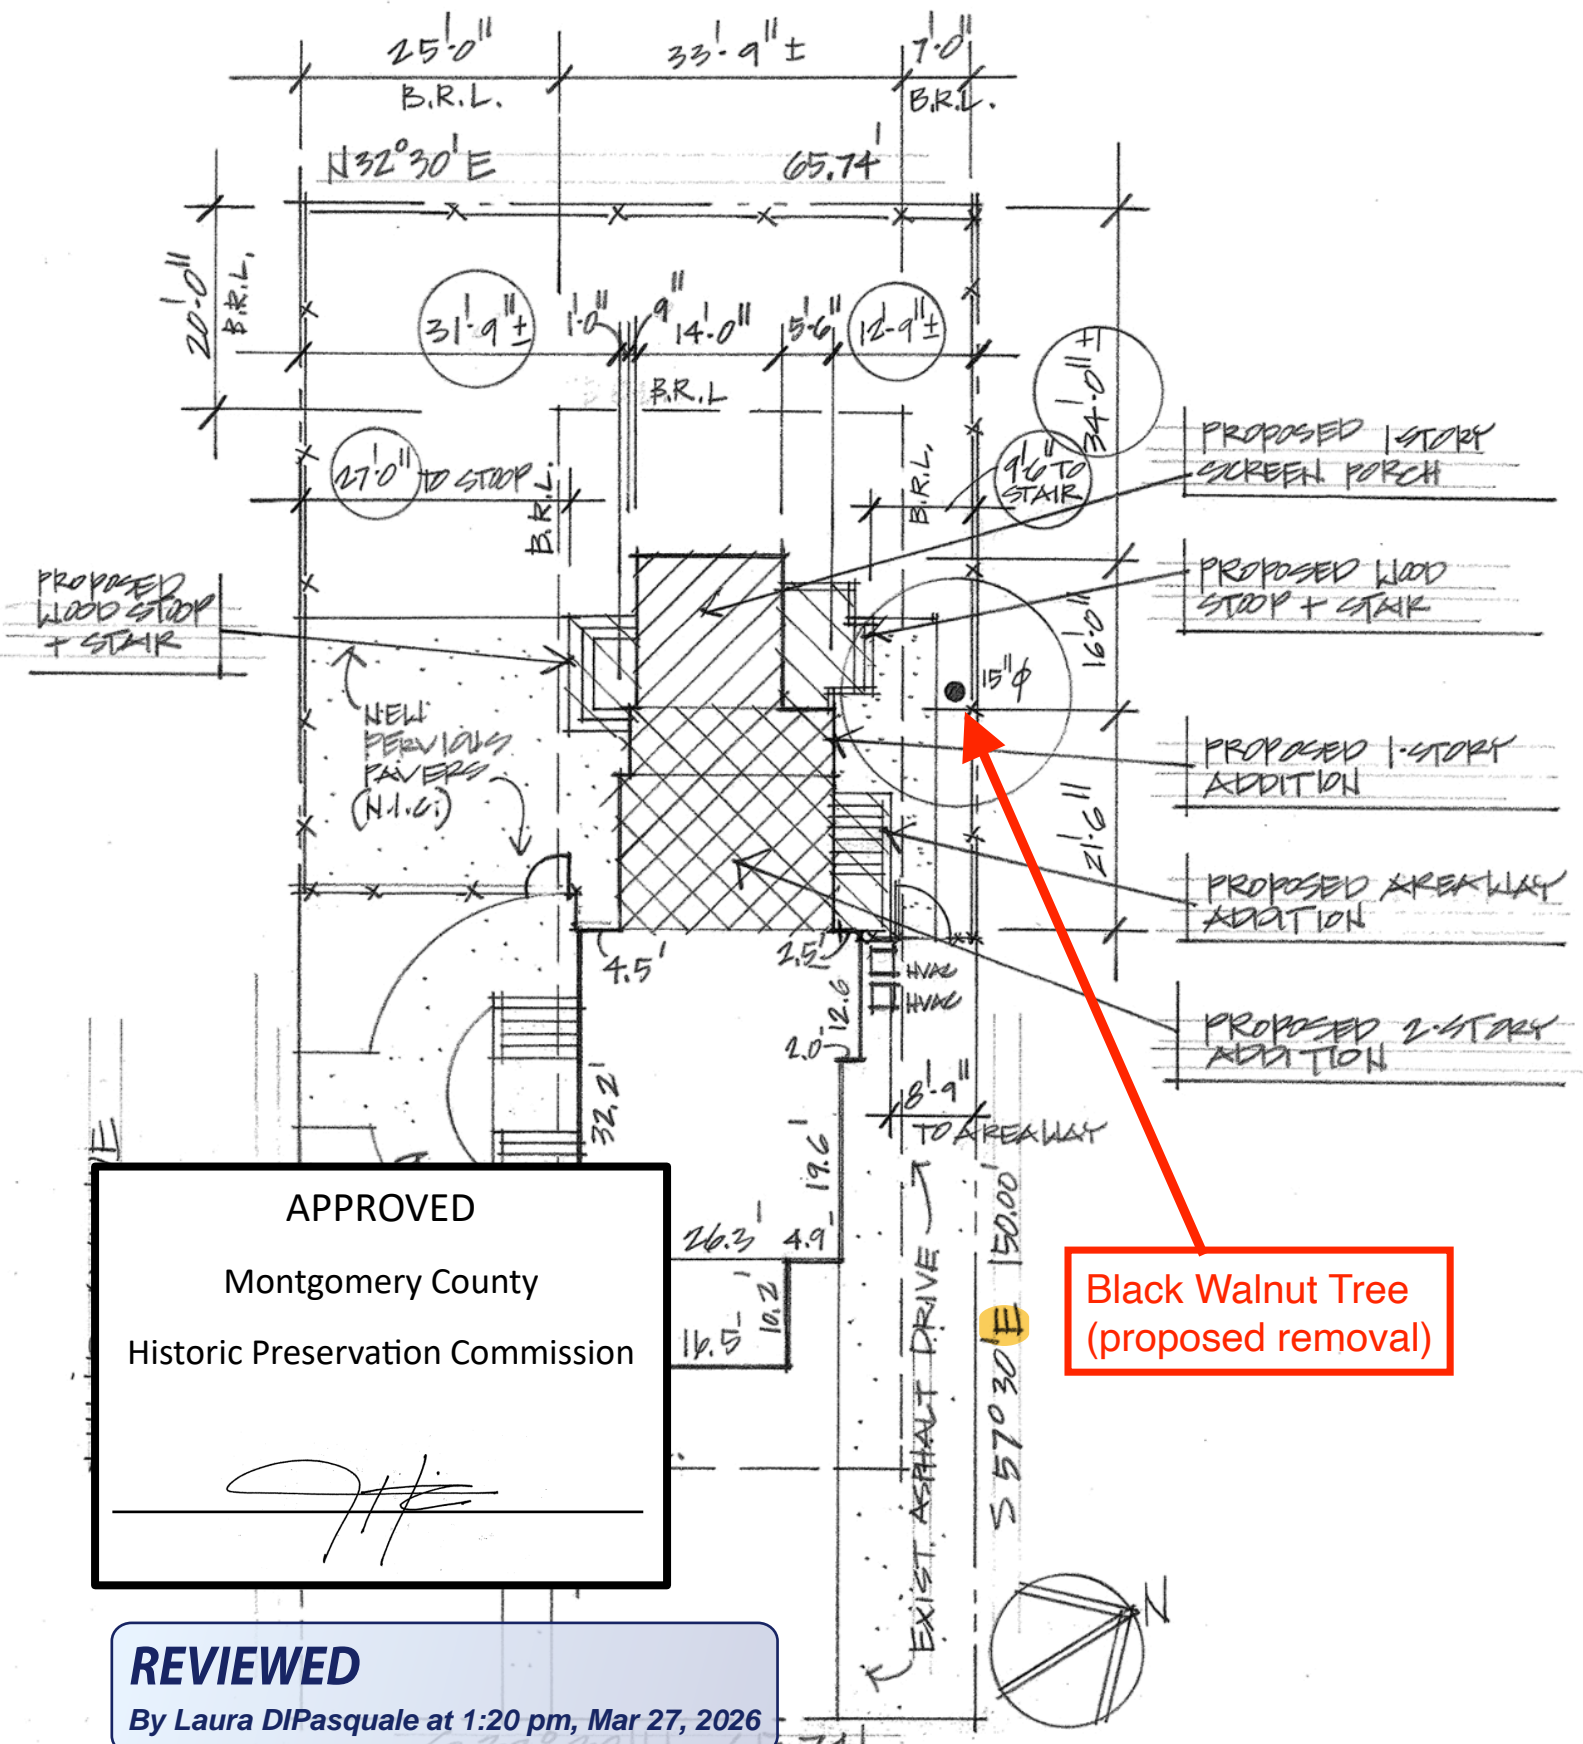 25'-0" 33'-9"± 7'-0"
B.R.L. B.R.L.
N32°30'E 65.74'
20'-0"
B.R.L.
31'-9"± 1'-0" 9" 14'-0" 5'-6" 12'-9"±
B.R.L
34'-0"±
27'-0" TO STOOP
B.R.L.
B.R.L.
9'-6" TO
STAIR
PROPOSED 1-STORY
SCREEN PORCH
PROPOSED WOOD
STOOP + STAIR
PROPOSED
WOOD STOOP
+ STAIR
16'-0"
15"ϕ
NEW
PERVIOUS
PAVERS
(N.I.C.)
PROPOSED 1-STORY
ADDITION
21'-6"
PROPOSED AREAWAY
ADDITION
4.5' 2.5'
HVAC
HVAC
12.6
2.0'
PROPOSED 2-STORY
ADDITION
32.2'
8'-9"
TO AREAWAY
19.6'
26.3' 4.9'
10.2'
16.5'
EXIST. ASPHALT DRIVE
S 57°30'E 150.00'
Black Walnut Tree
(proposed removal)
N
APPROVED
Montgomery County
Historic Preservation Commission
REVIEWED
By Laura DIPasquale at 1:20 pm, Mar 27, 2026